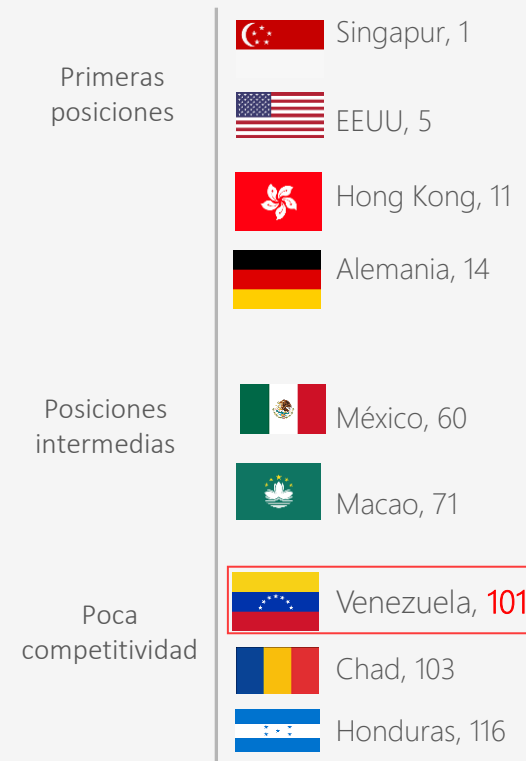 Primeras
posiciones
Singapur, 1
EEUU, 5
Hong Kong, 11
Alemania, 14
Posiciones
intermedias
México, 60
Macao, 71
Poca
competitividad
Venezuela, 101
Chad, 103
Honduras, 116